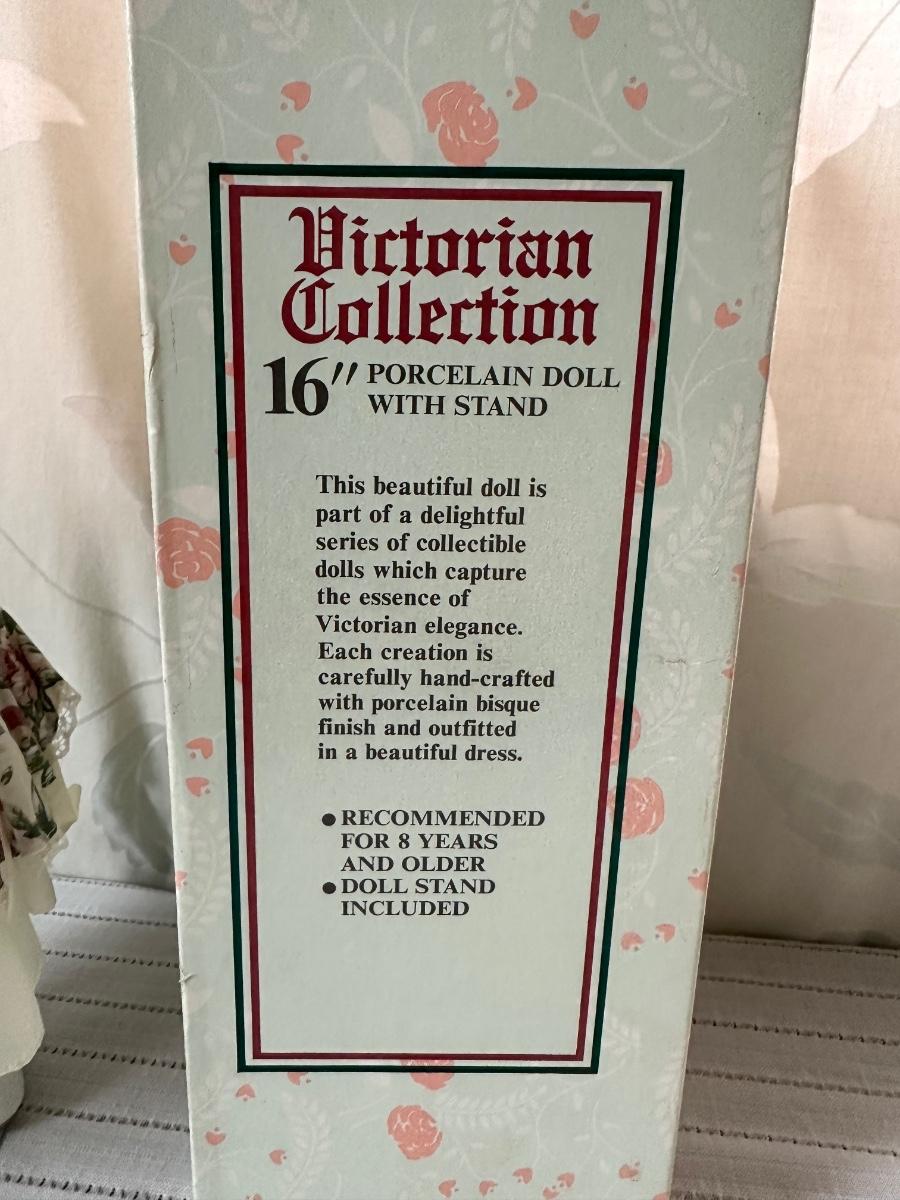 Victorian
Collection
16" PORCELAIN DOLL
WITH STAND
This beautiful doll is
part of a delightful
series of collectible
dolls which capture
the essence of
Victorian elegance.
Each creation is
carefully hand-crafted
with porcelain bisque
finish and outfitted
in a beautiful dress.
● RECOMMENDED
FOR 8 YEARS
AND OLDER
● DOLL STAND
INCLUDED